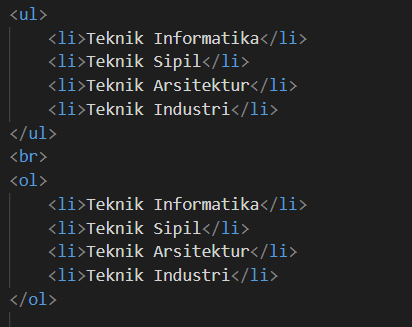 <ul>
<li>Teknik Informatika</li>
<li>Teknik Sipil</li>
<li>Teknik Arsitektur</li>
<li>Teknik Industri</li>
</ul>
<br>
<ol>
<li>Teknik Informatika</li>
<li>Teknik Sipil</li>
<li>Teknik Arsitektur</li>
<li>Teknik Industri</li>
</ol>